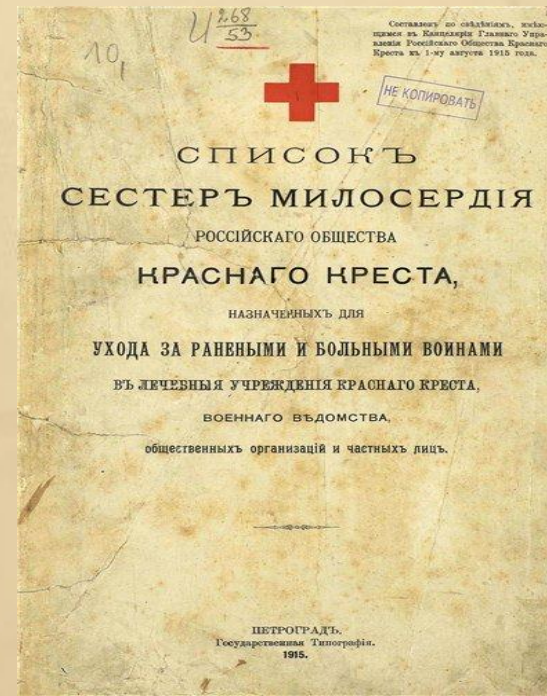 И 268
53
10,
Составленъ по свѣдѣніямъ, имѣю-
щимся въ Канцеляріи Главнаго Упра-
вленія Россійскаго Общества Краснаго
Креста къ 1-му августа 1915 года.
НЕ КОПИРОВАТЬ
СПИСОКЪ
СЕСТЕРЪ МИЛОСЕРДІЯ
РОССІЙСКАГО ОБЩЕСТВА
КРАСНАГО КРЕСТА,
НАЗНАЧЕННЫХЪ ДЛЯ
УХОДА ЗА РАНЕНЫМИ И БОЛЬНЫМИ ВОИНАМИ
ВЪ ЛЕЧЕБНЫЯ УЧРЕЖДЕНІЯ КРАСНАГО КРЕСТА,
ВОЕННАГО ВѢДОМСТВА,
общественныхъ организацій и частныхъ лицъ.
ПЕТРОГРАДЪ.
Государственная Типографія.
1915.